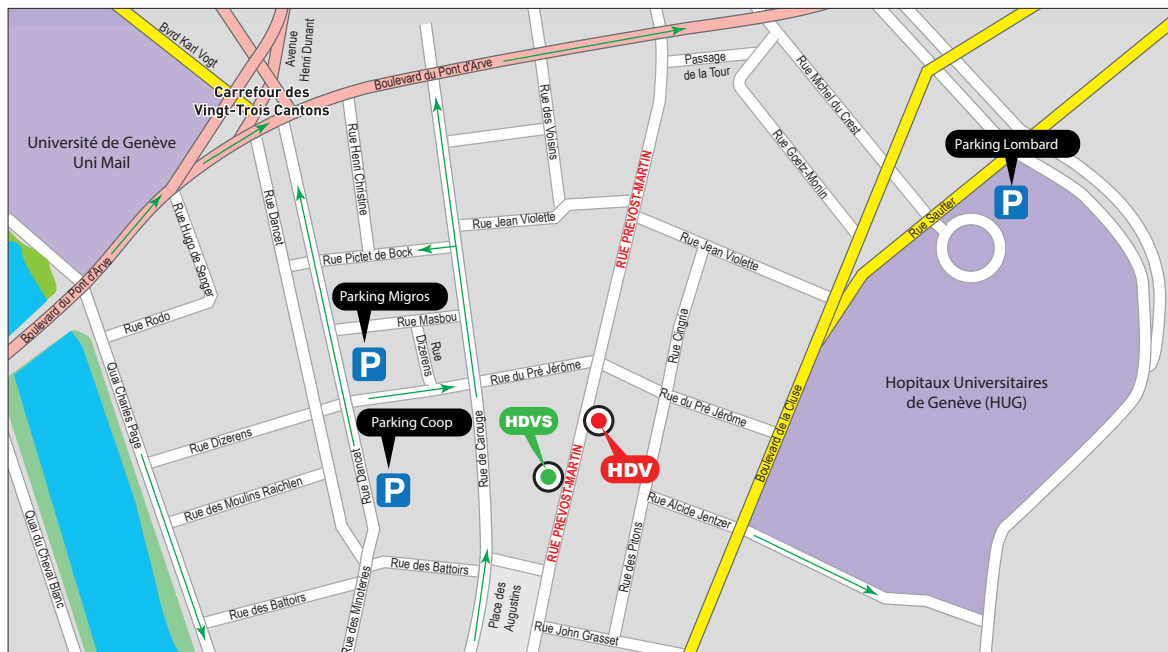 Bvrd Karl Vogt
Avenue
Henri Dunant
Boulevard du Pont d'Arve
Carrefour des
Vingt-Trois Cantons
Passage
de la Tour
Rue Michel du Crest
Université de Genève
Uni Mail
Rue Henri Christine
Rue des Voisins
Rue Goetz-Monin
Parking Lombard
P
RUE PREVOST-MARTIN
Rue Hugo de Senger
Rue Dancet
Rue Jean Violette
Rue Jean Violette
Rue Sautter
Rue Pictet de Bock
Boulevard du Pont d'Arve
Parking Migros
P
Rue Rodo
Rue Masbou
Rue
Dizerens
Rue Cingria
Rue du Pré Jérôme
Rue du Pré Jérôme
Hopitaux Universitaires
de Genève (HUG)
Quai Charles Page
Rue Dizerens
Parking Coop
P
Rue Dancet
Rue de Carouge
HDVS
HDV
RUE PREVOST-MARTIN
Boulevard de la Cluse
Rue des Moulins Raichlen
Rue Alcide Jentzer
Quai du Cheval Blanc
Rue des Battoirs
Rue des Battoirs
Rue des Minoteries
Place des
Augustins
Rue des Pitons
Rue John Grasset